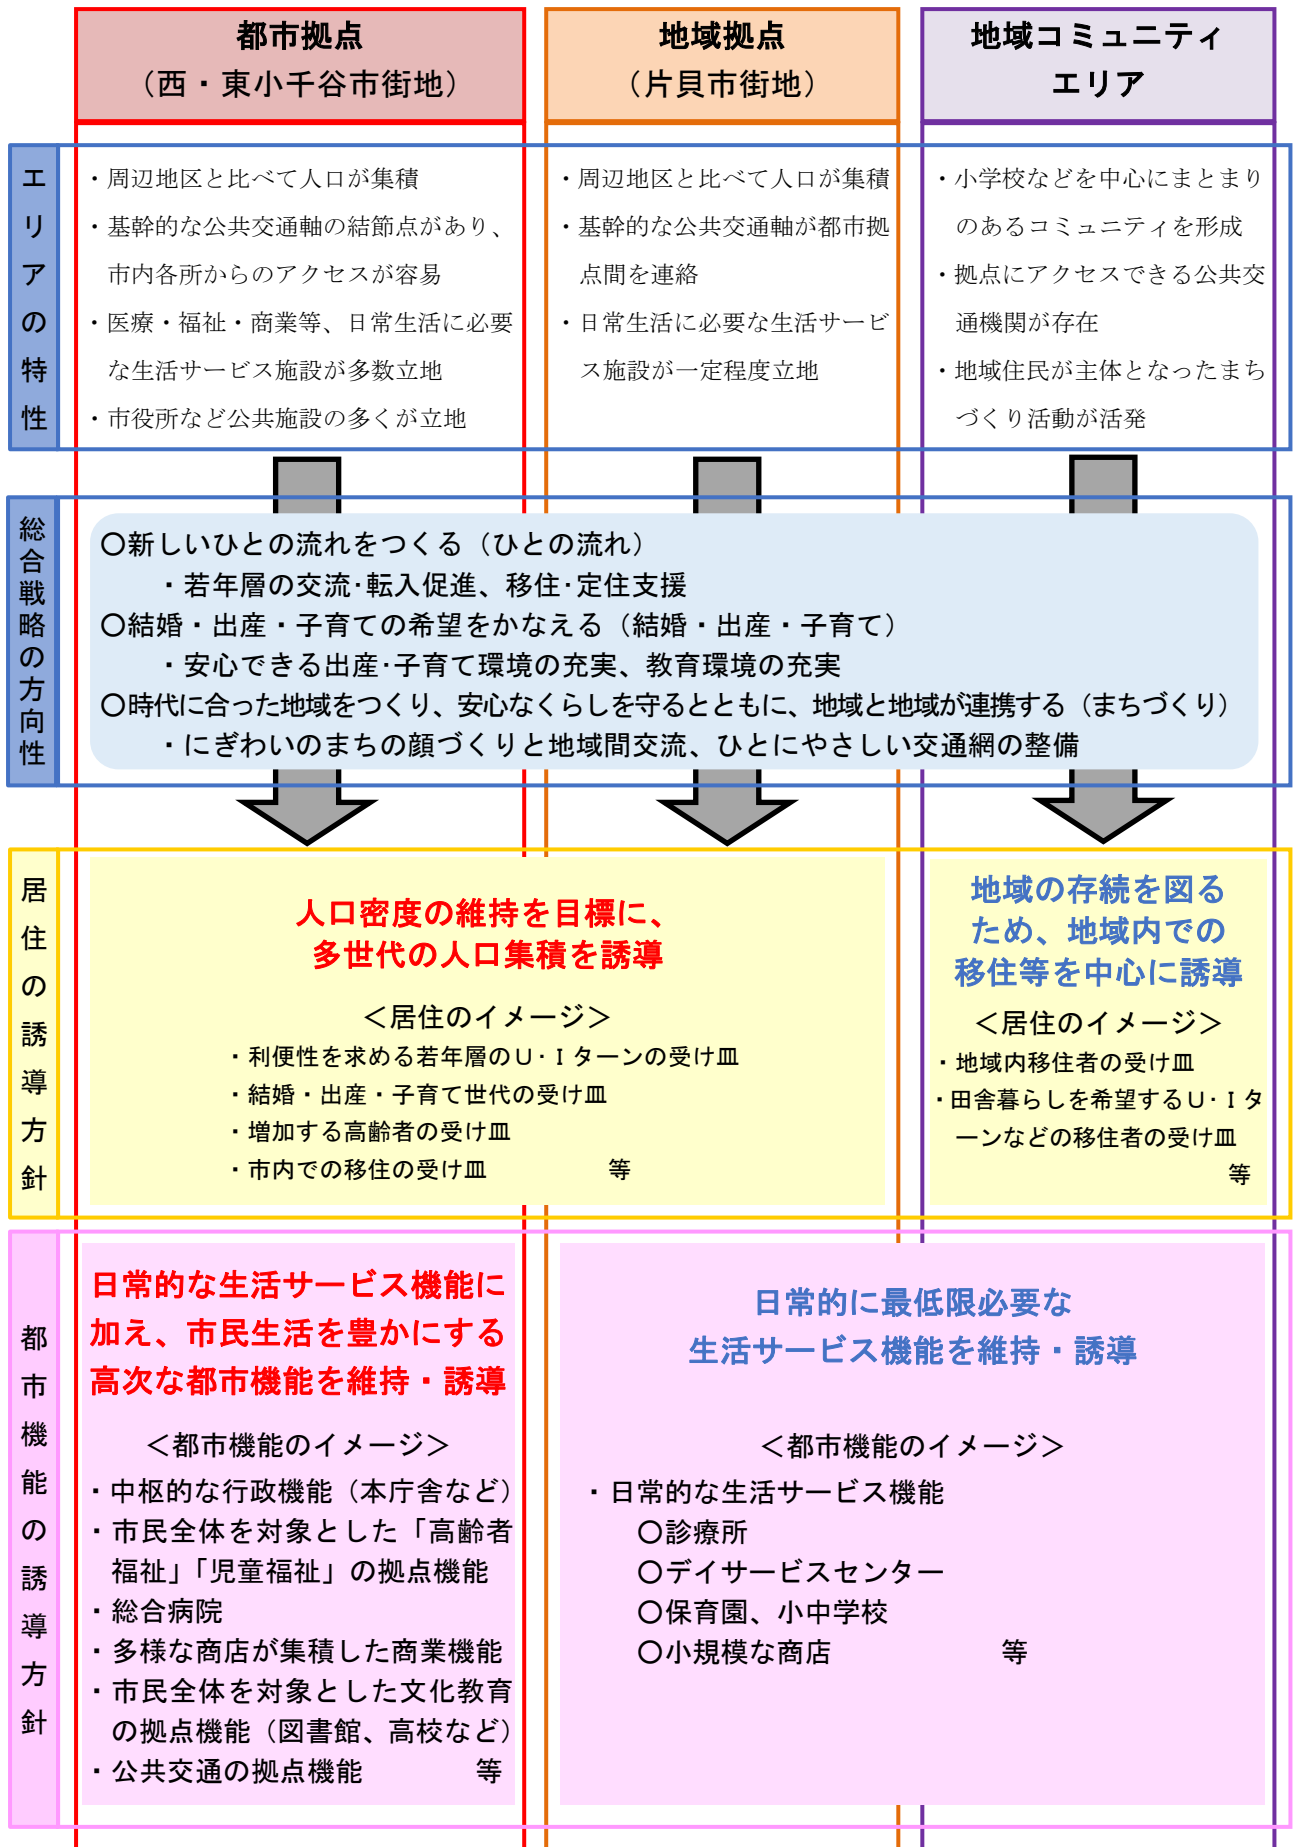 都市拠点
（西・東小千谷市街地）
地域拠点
（片貝市街地）
地域コミュニティ
エリア
エリアの特性
・周辺地区と比べて人口が集積
・基幹的な公共交通軸の結節点があり、
市内各所からのアクセスが容易
・医療・福祉・商業等、日常生活に必要
な生活サービス施設が多数立地
・市役所など公共施設の多くが立地
・周辺地区と比べて人口が集積
・基幹的な公共交通軸が都市拠
点間を連絡
・日常生活に必要な生活サービ
ス施設が一定程度立地
・小学校などを中心にまとまり
のあるコミュニティを形成
・拠点にアクセスできる公共交
通機関が存在
・地域住民が主体となったまち
づくり活動が活発
総合戦略の方向性
〇新しいひとの流れをつくる（ひとの流れ）
・若年層の交流･転入促進、移住･定住支援
〇結婚・出産・子育ての希望をかなえる（結婚・出産・子育て）
・安心できる出産･子育て環境の充実、教育環境の充実
〇時代に合った地域をつくり、安心なくらしを守るとともに、地域と地域が連携する（まちづくり）
・にぎわいのまちの顔づくりと地域間交流、ひとにやさしい交通網の整備
居住の誘導方針
人口密度の維持を目標に、
多世代の人口集積を誘導
＜居住のイメージ＞
・利便性を求める若年層のＵ･Ｉターンの受け皿
・結婚・出産・子育て世代の受け皿
・増加する高齢者の受け皿
・市内での移住の受け皿　　　　　等
地域の存続を図る
ため、地域内での
移住等を中心に誘導
＜居住のイメージ＞
・地域内移住者の受け皿
・田舎暮らしを希望するＵ･Ｉタ
ーンなどの移住者の受け皿
等
都市機能の誘導方針
日常的な生活サービス機能に
加え、市民生活を豊かにする
高次な都市機能を維持・誘導
＜都市機能のイメージ＞
・中枢的な行政機能（本庁舎など）
・市民全体を対象とした「高齢者
福祉」「児童福祉」の拠点機能
・総合病院
・多様な商店が集積した商業機能
・市民全体を対象とした文化教育
の拠点機能（図書館、高校など）
・公共交通の拠点機能　　　　等
日常的に最低限必要な
生活サービス機能を維持・誘導
＜都市機能のイメージ＞
・日常的な生活サービス機能
〇診療所
〇デイサービスセンター
〇保育園、小中学校
〇小規模な商店　　　　　　等